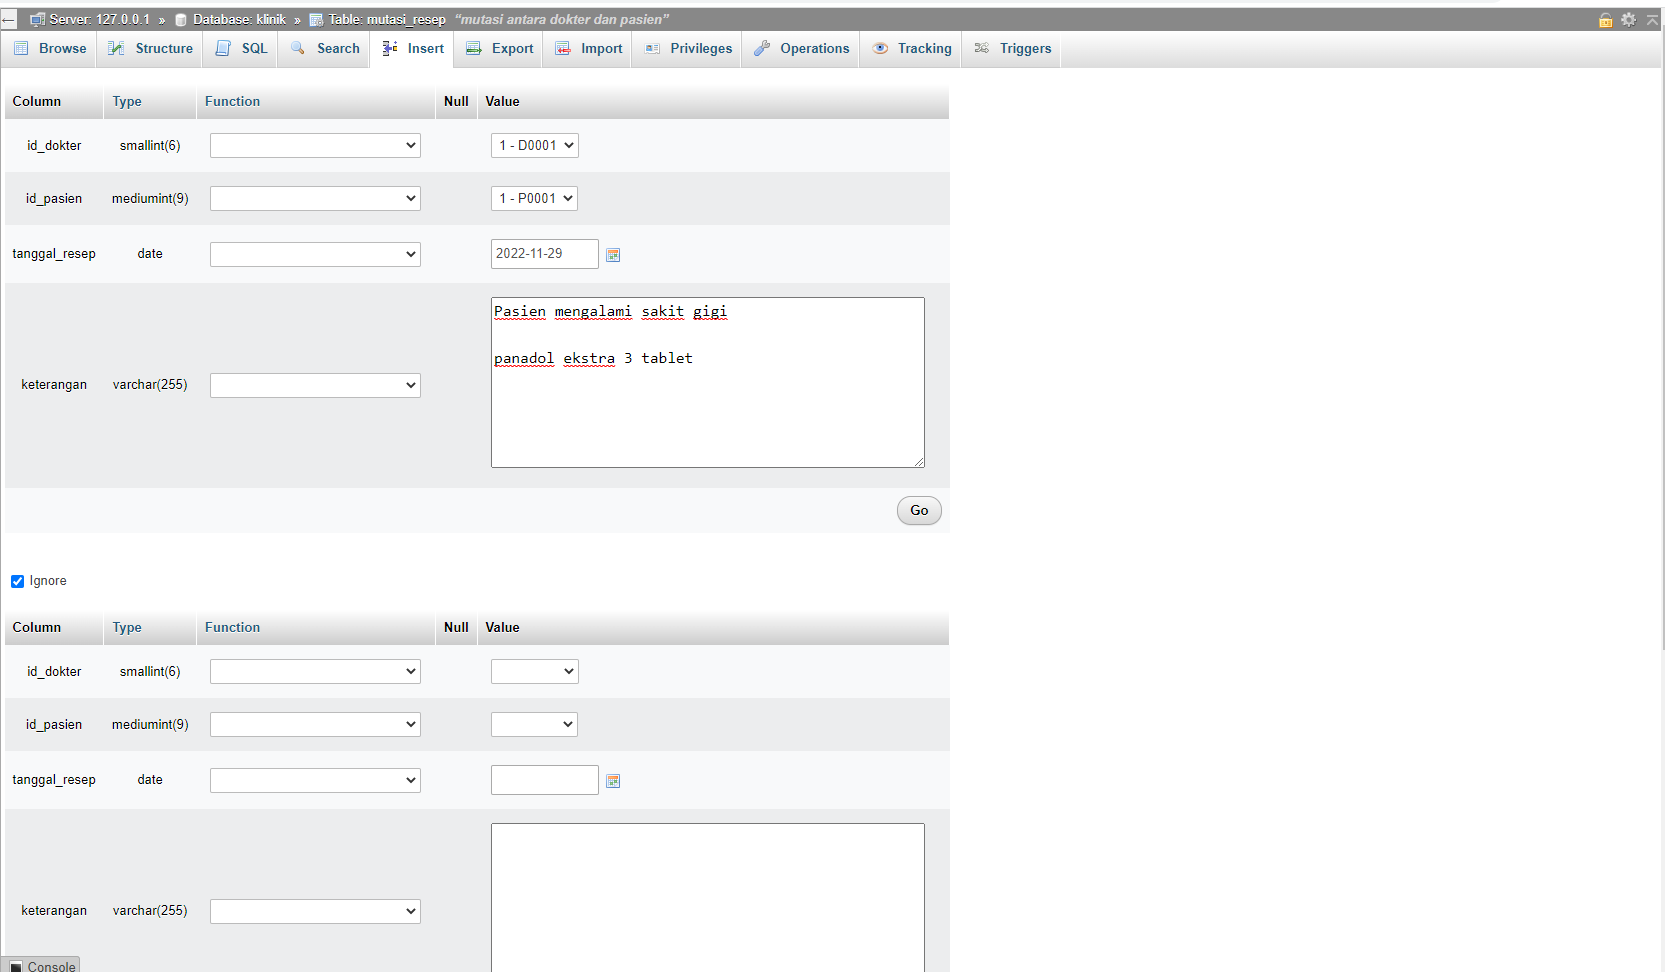 Server: 127.0.0.1 » Database: klinik » Table: mutasi_resep "mutasi antara dokter dan pasien"
Browse Structure SQL Search Insert Export Import Privileges Operations Tracking Triggers
Column Type Function Null Value
id_dokter smallint(6) 1 - D0001
id_pasien mediumint(9) 1 - P0001
tanggal_resep date 2022-11-29
Pasien mengalami sakit gigi
panadol ekstra 3 tablet
keterangan varchar(255)
Go
Ignore
Column Type Function Null Value
id_dokter smallint(6)
id_pasien mediumint(9)
tanggal_resep date
keterangan varchar(255)
Console